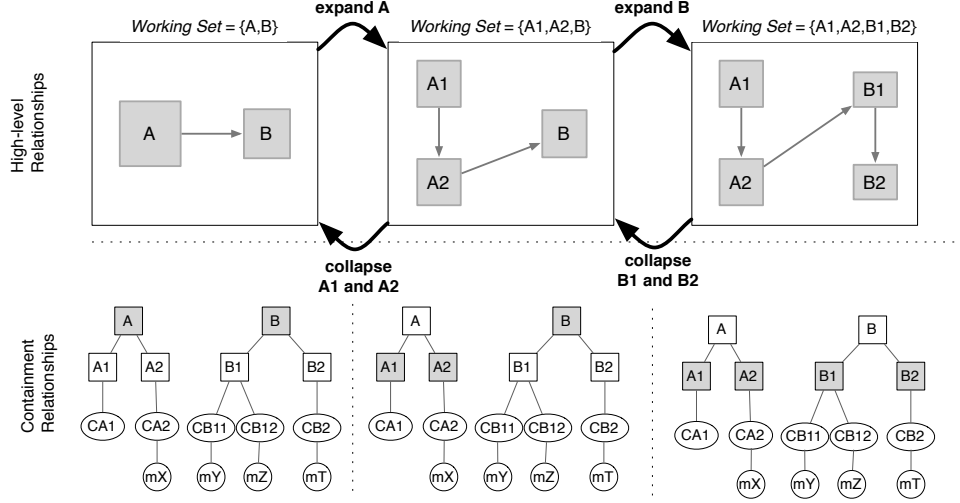 expand A
expand B
Working Set = {A,B}
Working Set = {A1,A2,B}
Working Set = {A1,A2,B1,B2}
High-level
Relationships
A
B
A1
A2
B
A1
A2
B1
B2
collapse
A1 and A2
collapse
B1 and B2
Containment
Relationships
A
B
A1
A2
B1
B2
CA1
CA2
CB11
CB12
CB2
mX
mY
mZ
mT
A
B
A1
A2
B1
B2
CA1
CA2
CB11
CB12
CB2
mX
mY
mZ
mT
A
B
A1
A2
B1
B2
CA1
CA2
CB11
CB12
CB2
mX
mY
mZ
mT